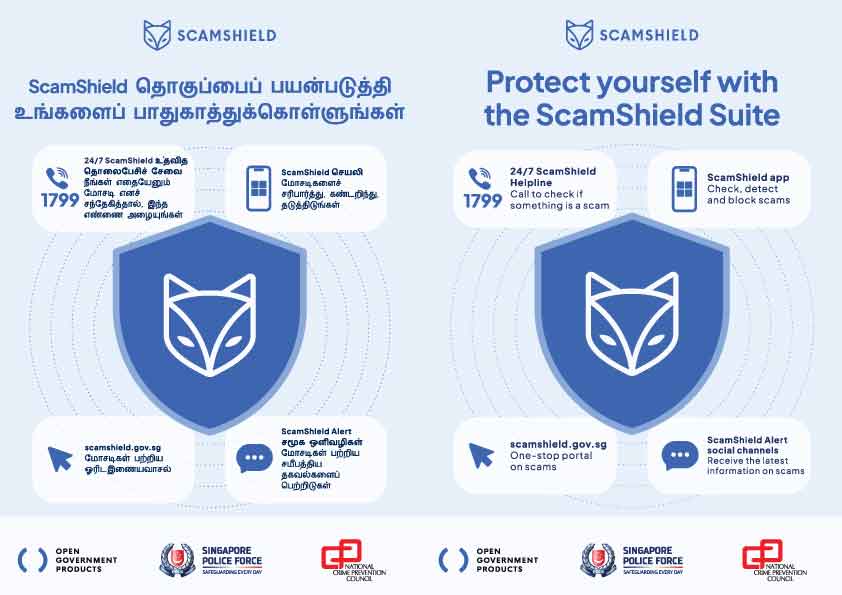 SCAMSHIELD
ScamShield தொகுப்பைப் பயன்படுத்தி
உங்களைப் பாதுகாத்துக்கொள்ளுங்கள்
1799
24/7 ScamShield உதவித்
தொலைபேசிச் சேவை
நீங்கள் எதையேனும்
மோசடி எனச்
சந்தேகித்தால், இந்த
எண்ணை அழையுங்கள்
ScamShield செயலி
மோசடிகளைச்
சரிபார்த்து, கண்டறிந்து,
தடுத்திடுங்கள்
scamshield.gov.sg
மோசடிகள் பற்றிய
ஓரிட இணையவாசல்
ScamShield Alert
சமூக ஒளிவழிகள்
மோசடிகள் பற்றிய
சமீபத்திய
தகவல்களைப்
பெற்றிடுங்கள்
OPEN
GOVERNMENT
PRODUCTS
SINGAPORE
POLICE FORCE
SAFEGUARDING EVERY DAY
NATIONAL
CRIME PREVENTION
COUNCIL
SCAMSHIELD
Protect yourself with
the ScamShield Suite
1799
24/7 ScamShield
Helpline
Call to check if
something is a scam
ScamShield app
Check, detect
and block scams
scamshield.gov.sg
One-stop portal
on scams
ScamShield Alert
social channels
Receive the latest
information on scams
OPEN
GOVERNMENT
PRODUCTS
SINGAPORE
POLICE FORCE
SAFEGUARDING EVERY DAY
NATIONAL
CRIME PREVENTION
COUNCIL